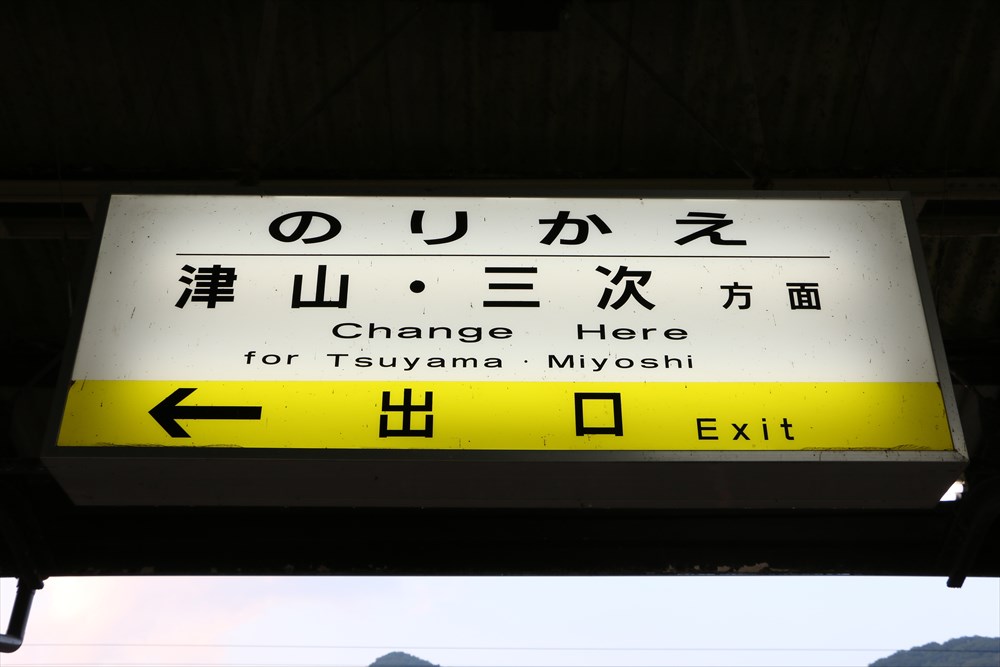 のりかえ
津山・三次方面
Change Here
for Tsuyama · Miyoshi
← 出口 Exit